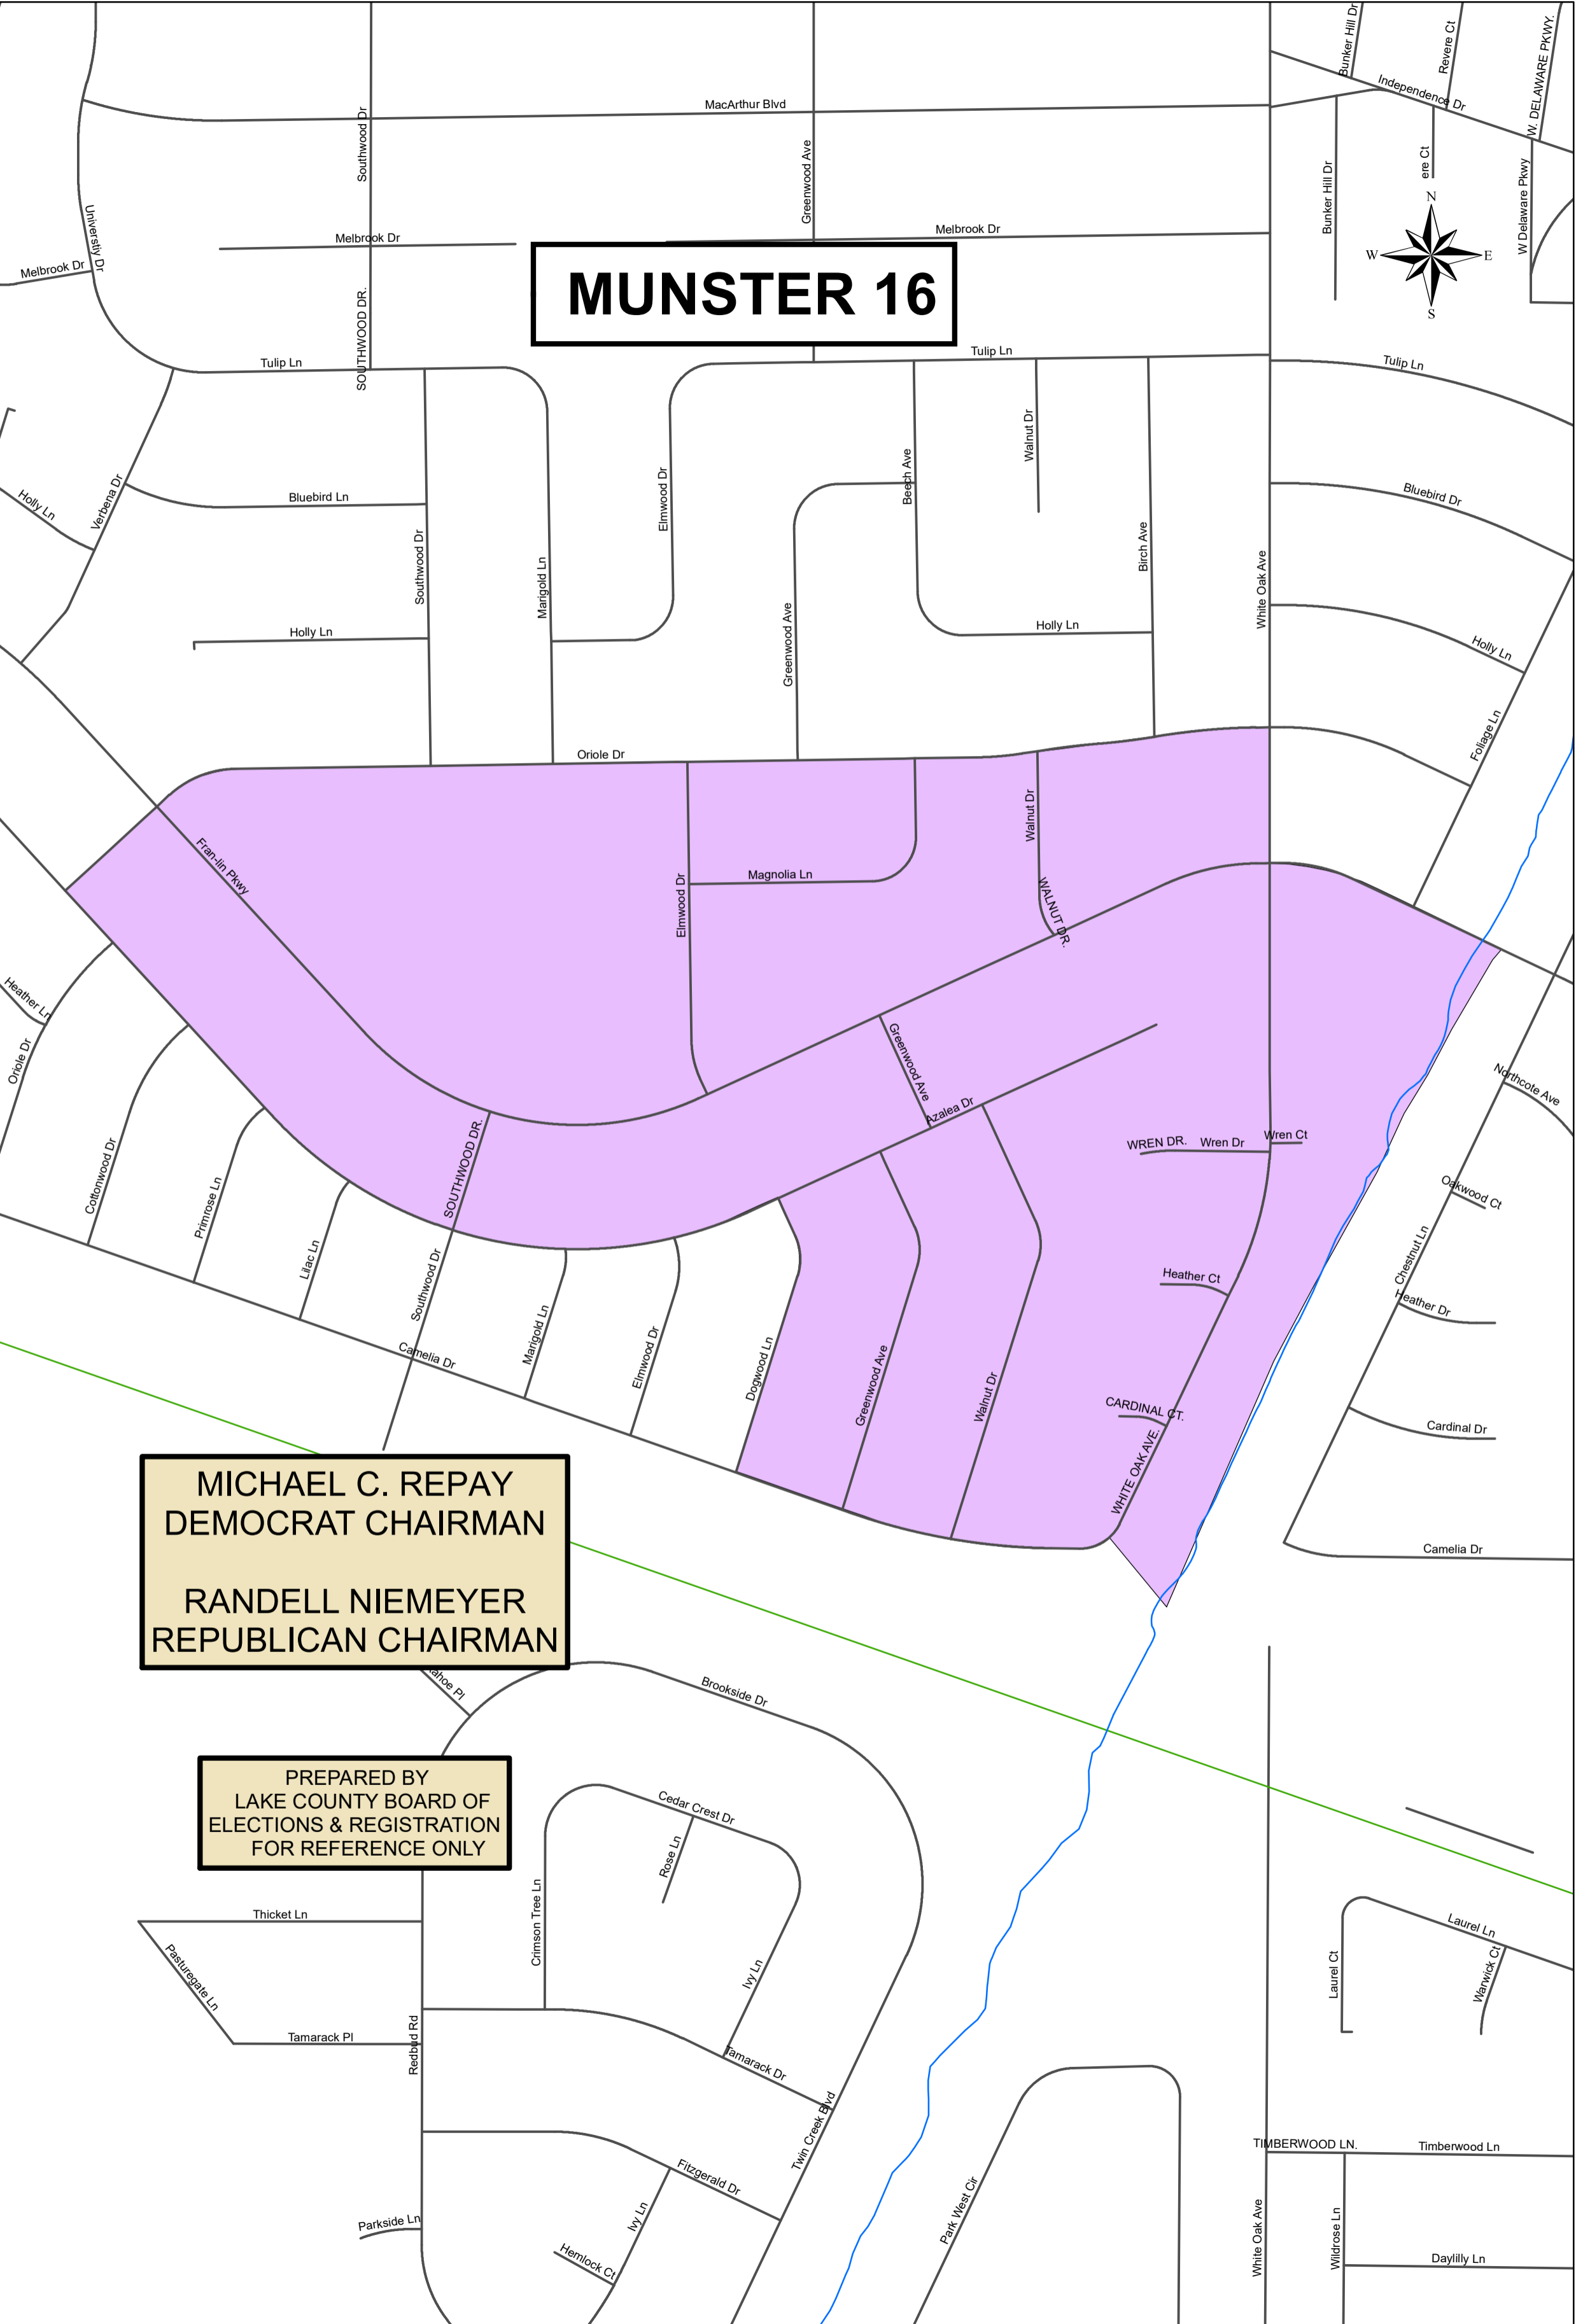 Bunker Hill Dr
Revere Ct
W. DELAWARE PKWY.
Independence Dr
MacArthur Blvd
Southwood Dr
Greenwood Ave
ere Ct
Bunker Hill Dr
W Delaware Pkwy
N
W
E
S
Universtiy Dr
Melbrook Dr
Melbrook Dr
Melbrook Dr
MUNSTER 16
SOUTHWOOD DR.
Tulip Ln
Tulip Ln
Tulip Ln
Walnut Dr
Beech Ave
Elmwood Dr
Verbena Dr
Holly Ln
Bluebird Ln
Bluebird Dr
Southwood Dr
Marigold Ln
Birch Ave
White Oak Ave
Greenwood Ave
Holly Ln
Holly Ln
Holly Ln
Foliage Ln
Oriole Dr
Walnut Dr
Fran-lin Pkwy
Magnolia Ln
Elmwood Dr
WALNUT DR.
Heather Ln
Oriole Dr
Greenwood Ave
Azalea Dr
Northcote Ave
WREN DR.
Wren Dr
Wren Ct
Cottonwood Dr
Primrose Ln
SOUTHWOOD DR.
Oakwood Ct
Lilac Ln
Southwood Dr
Chestnut Ln
Heather Ct
Heather Dr
Camelia Dr
Marigold Ln
Elmwood Dr
Dogwood Ln
Greenwood Ave
Walnut Dr
CARDINAL CT.
Cardinal Dr
WHITE OAK AVE.
Camelia Dr
MICHAEL C. REPAY
DEMOCRAT CHAIRMAN
RANDELL NIEMEYER
REPUBLICAN CHAIRMAN
ahoe Pl
Brookside Dr
PREPARED BY
LAKE COUNTY BOARD OF
ELECTIONS & REGISTRATION
FOR REFERENCE ONLY
Cedar Crest Dr
Rose Ln
Crimson Tree Ln
Thicket Ln
Pasturegate Ln
Ivy Ln
Laurel Ln
Laurel Ct
Warwick Ct
Tamarack Pl
Redbud Rd
Tamarack Dr
Twin Creek Blvd
TIMBERWOOD LN.
Timberwood Ln
Fitzgerald Dr
Parkside Ln
Ivy Ln
Hemlock Ct
Park West Cir
White Oak Ave
Wildrose Ln
Daylilly Ln